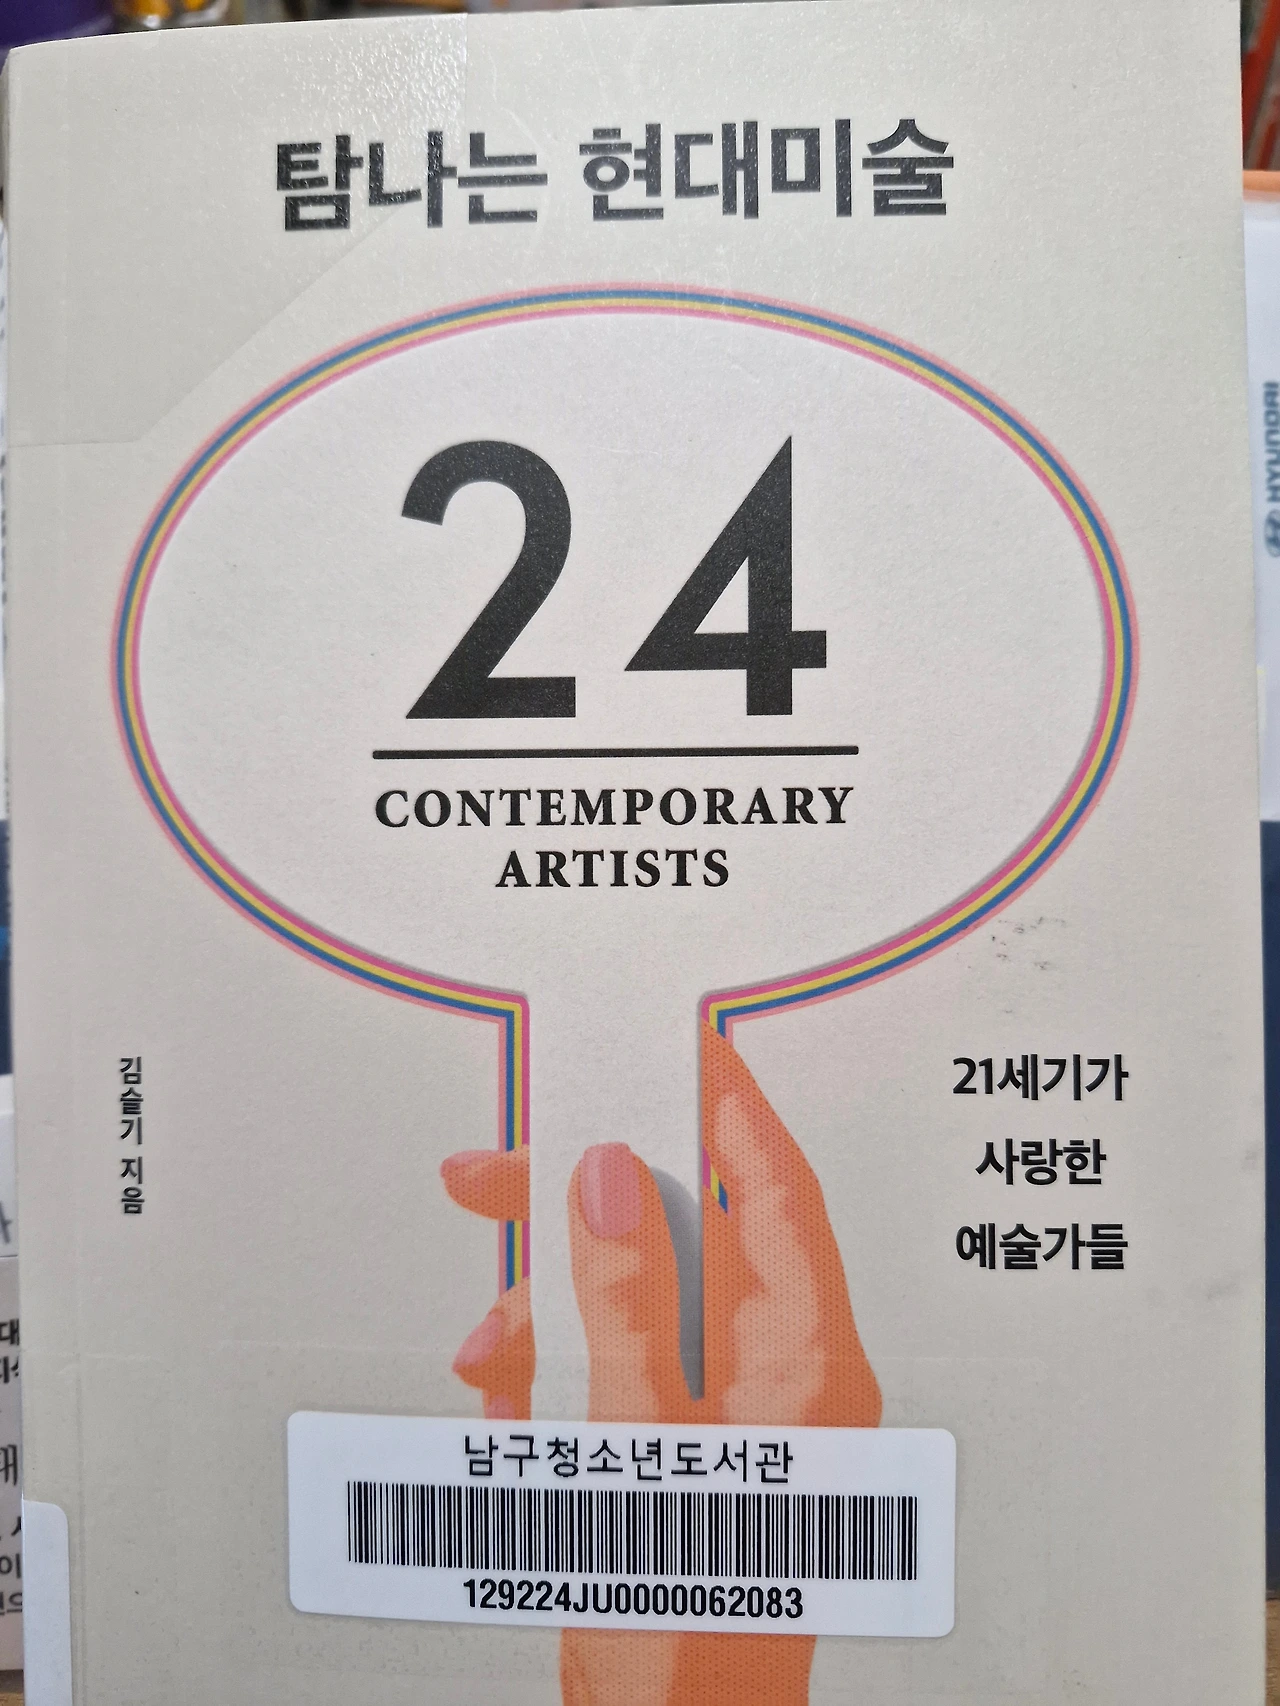 탐나는 현대미술
24
CONTEMPORARY
ARTISTS
김슬기 지음
21세기가
사랑한
예술가들
남구청소년도서관
129224JU0000062083
HYUNDAI